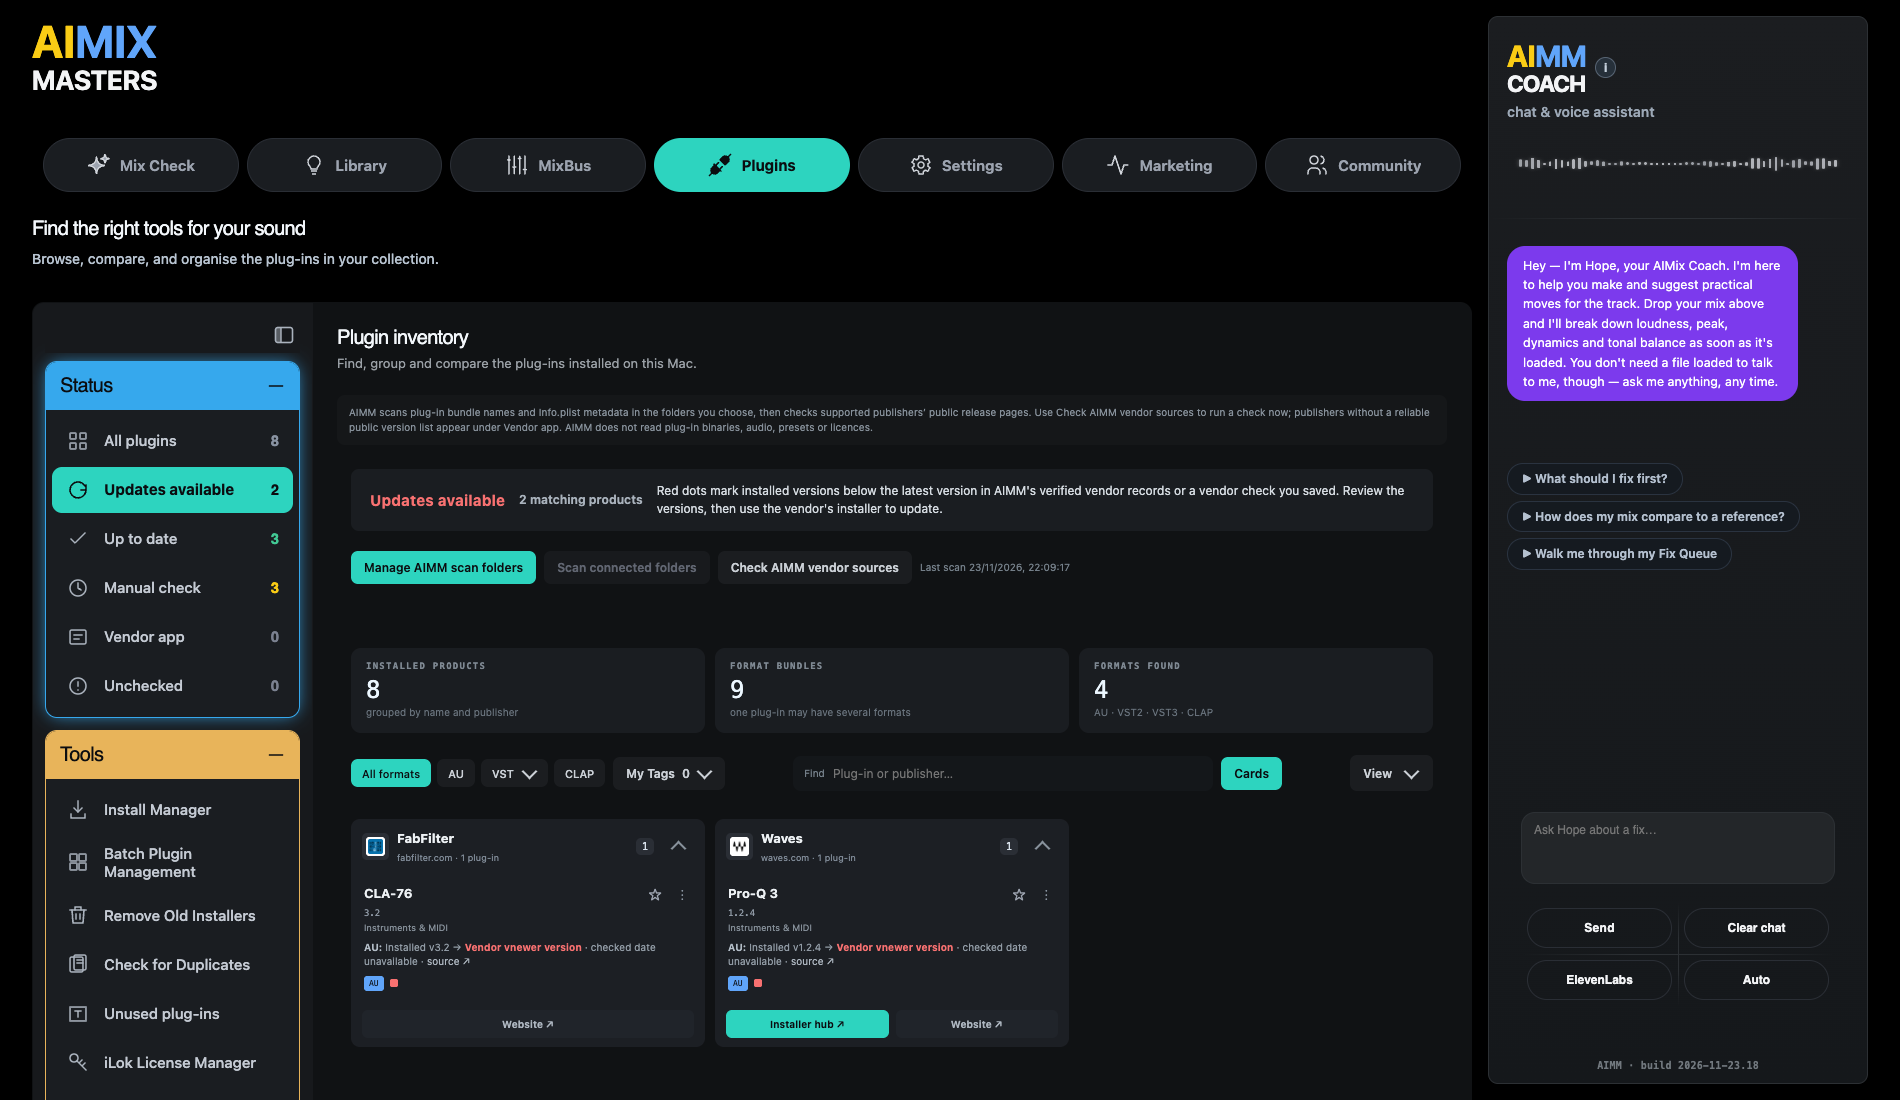 AIMIX
MASTERS
Mix Check
Library
MixBus
Plugins
Settings
Marketing
Community
Find the right tools for your sound
Browse, compare, and organise the plug-ins in your collection.
Status
All plugins 8
Updates available 2
Up to date 3
Manual check 3
Vendor app 0
Unchecked 0
Tools
Install Manager
Batch Plugin
Management
Remove Old Installers
Check for Duplicates
Unused plug-ins
iLok License Manager
Plugin inventory
Find, group and compare the plug-ins installed on this Mac.
AIMM scans plug-in bundle names and Info.plist metadata in the folders you choose, then checks supported publishers' public release pages. Use Check AIMM vendor sources to run a check now; publishers without a reliable
public version list appear under Vendor app. AIMM does not read plug-in binaries, audio, presets or licences.
Updates available 2 matching products
Red dots mark installed versions below the latest version in AIMM's verified vendor records or a vendor check you saved. Review the
versions, then use the vendor's installer to update.
Manage AIMM scan folders
Scan connected folders
Check AIMM vendor sources
Last scan 23/11/2026, 22:09:17
INSTALLED PRODUCTS
8
grouped by name and publisher
FORMAT BUNDLES
9
one plug-in may have several formats
FORMATS FOUND
4
AU · VST2 · VST3 · CLAP
All formats
AU
VST
CLAP
My Tags 0
Find Plug-in or publisher...
Cards
View
FabFilter
fabfilter.com · 1 plug-in
1
CLA-76
3.2
Instruments & MIDI
AU: Installed v3.2 → Vendor vnewer version · checked date
unavailable · source ↗
AU
Website ↗
Waves
waves.com · 1 plug-in
1
Pro-Q 3
1.2.4
Instruments & MIDI
AU: Installed v1.2.4 → Vendor vnewer version · checked date
unavailable · source ↗
AU
Installer hub ↗
Website ↗
AIMM
COACH
i
chat & voice assistant
Hey — I'm Hope, your AIMix Coach. I'm here
to help you make and suggest practical
moves for the track. Drop your mix above
and I'll break down loudness, peak,
dynamics and tonal balance as soon as it's
loaded. You don't need a file loaded to talk
to me, though — ask me anything, any time.
▶ What should I fix first?
▶ How does my mix compare to a reference?
▶ Walk me through my Fix Queue
Ask Hope about a fix...
Send
Clear chat
ElevenLabs
Auto
AIMM · build 2026-11-23.18